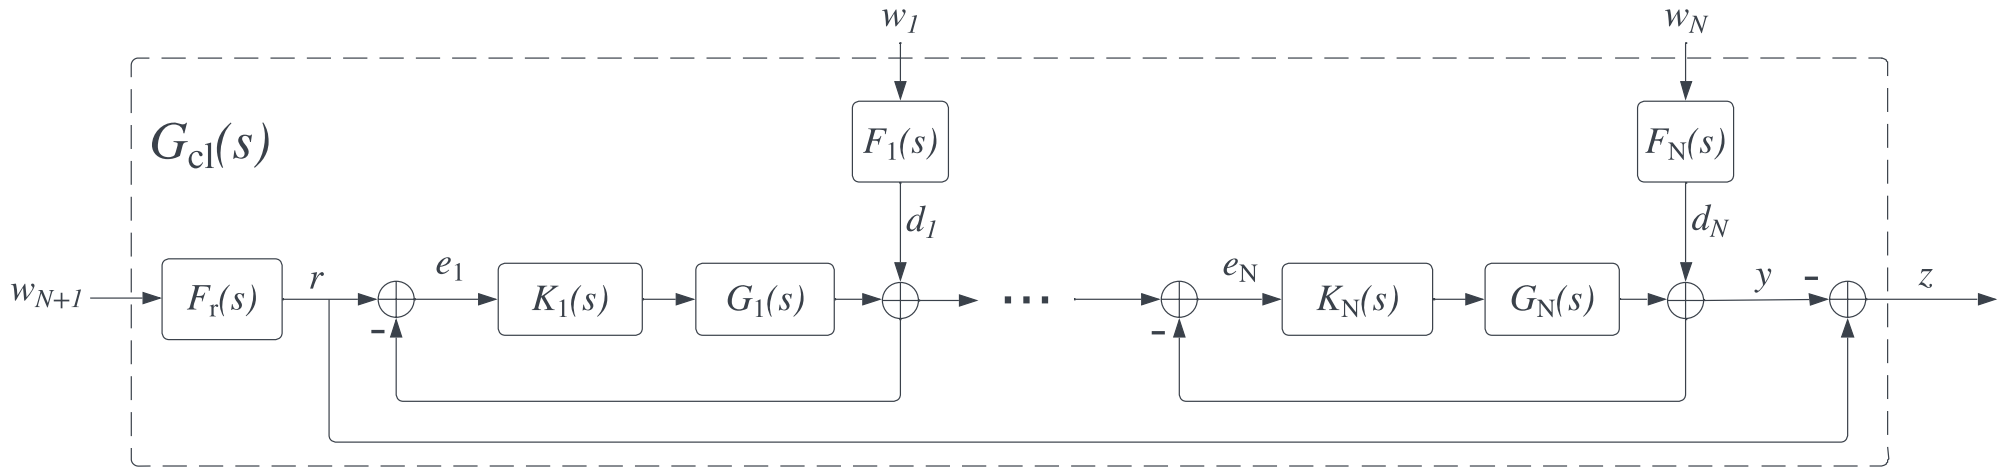 w1 wN
Gcl(s) F1(s) FN(s)
d1 dN
wN+1 Fr(s) r e1 K1(s) G1(s) ... eN KN(s) GN(s) y - z
- -